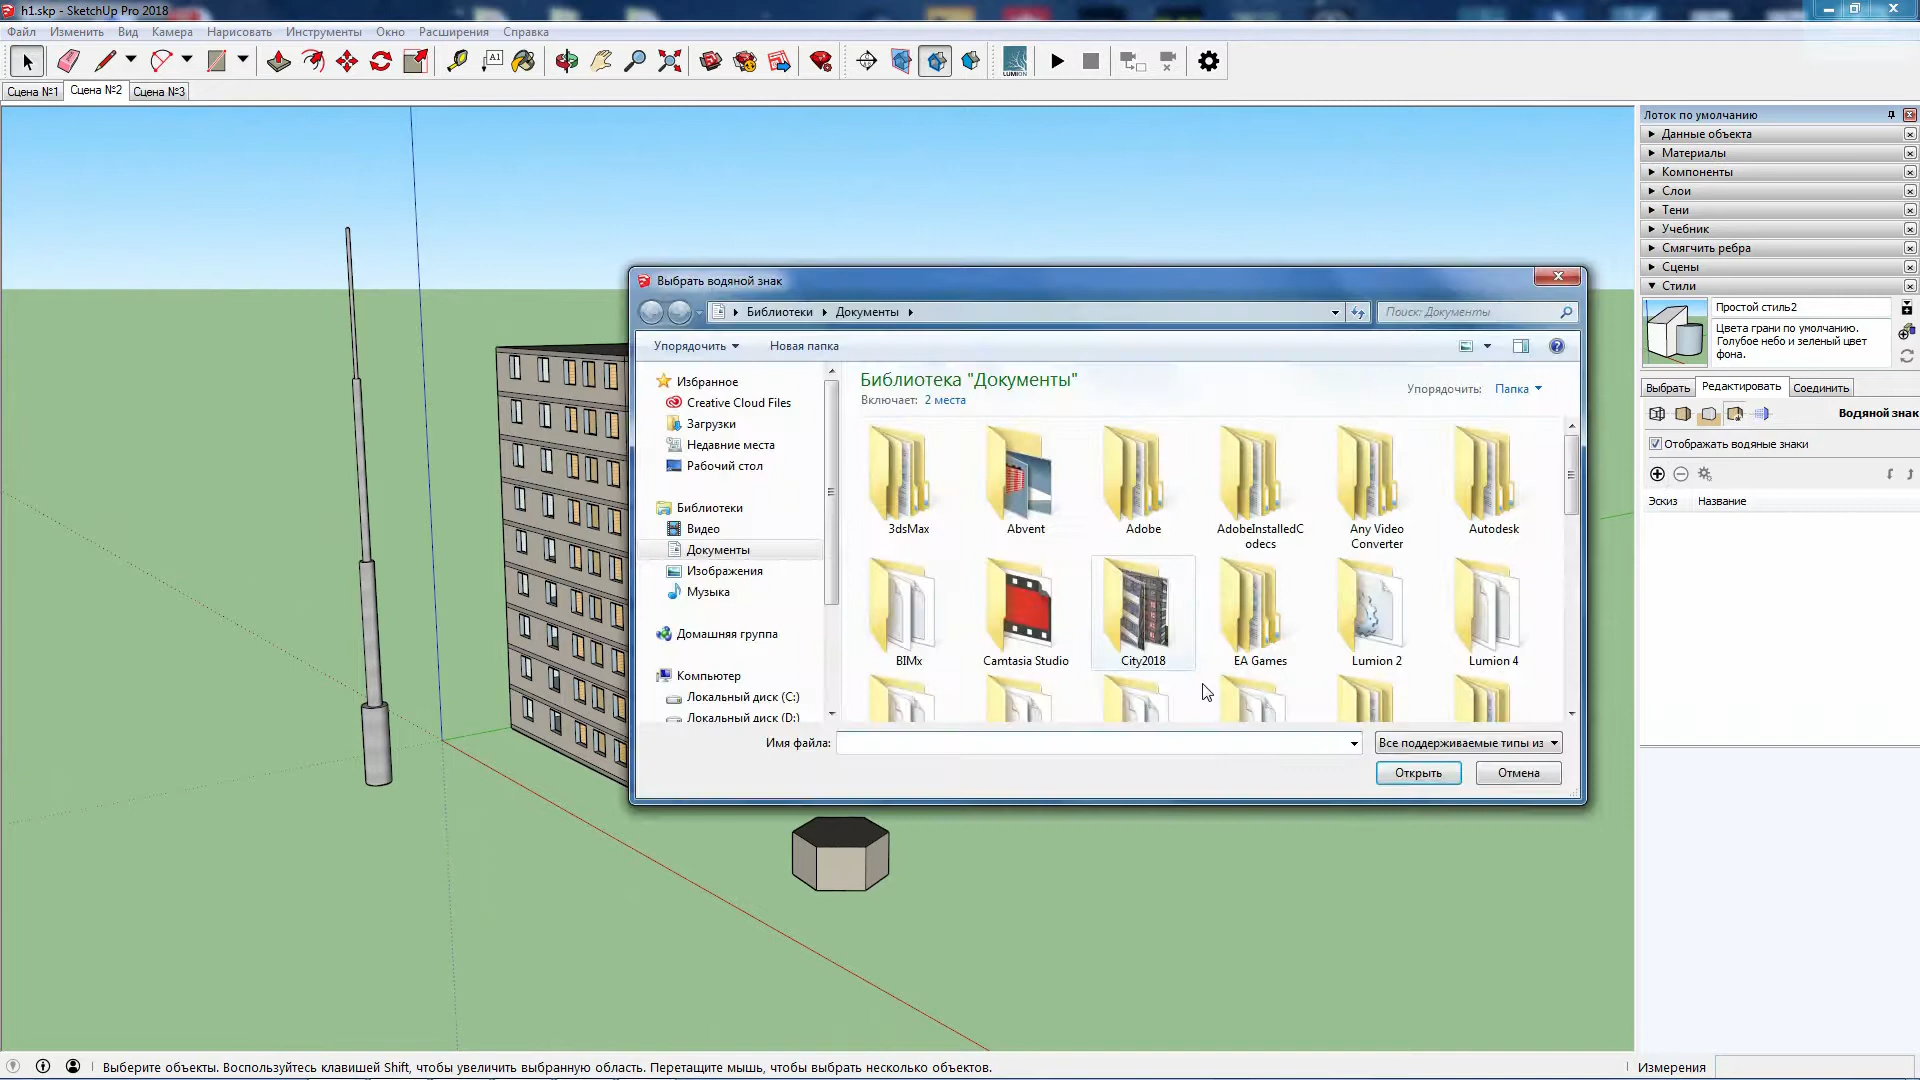 h1.skp - SketchUp Pro 2018
Файл Изменить Вид Камера Нарисовать Инструменты Окно Расширения Справка
A1
LUMION
Сцена №1 Сцена №2 Сцена №3
Лоток по умолчанию
Данные объекта
Материалы
Компоненты
Слои
Тени
Учебник
Смягчить ребра
Сцены
Стили
Простой стиль2
Цвета грани по умолчанию.
Голубое небо и зеленый цвет
фона.
Выбрать Редактировать Соединить
Водяной знак
Отображать водяные знаки
Эскиз Название
Выбрать водяной знак
Библиотеки Документы
Поиск: Документы
Упорядочить Новая папка
Избранное
Creative Cloud Files
Загрузки
Недавние места
Рабочий стол
Библиотеки
Видео
Документы
Изображения
Музыка
Домашняя группа
Компьютер
Локальный диск (C:)
Локальный диск (D:)
Библиотека "Документы"
Включает: 2 места
Упорядочить: Папка
3dsMax
Abvent
Adobe
AdobeInstalledC
odecs
Any Video
Converter
Autodesk
BIMx
Camtasia Studio
City2018
EA Games
Lumion 2
Lumion 4
Имя файла:
Все поддерживаемые типы из
Открыть Отмена
Выберите объекты. Воспользуйтесь клавишей Shift, чтобы увеличить выбранную область. Перетащите мышь, чтобы выбрать несколько объектов.
Измерения